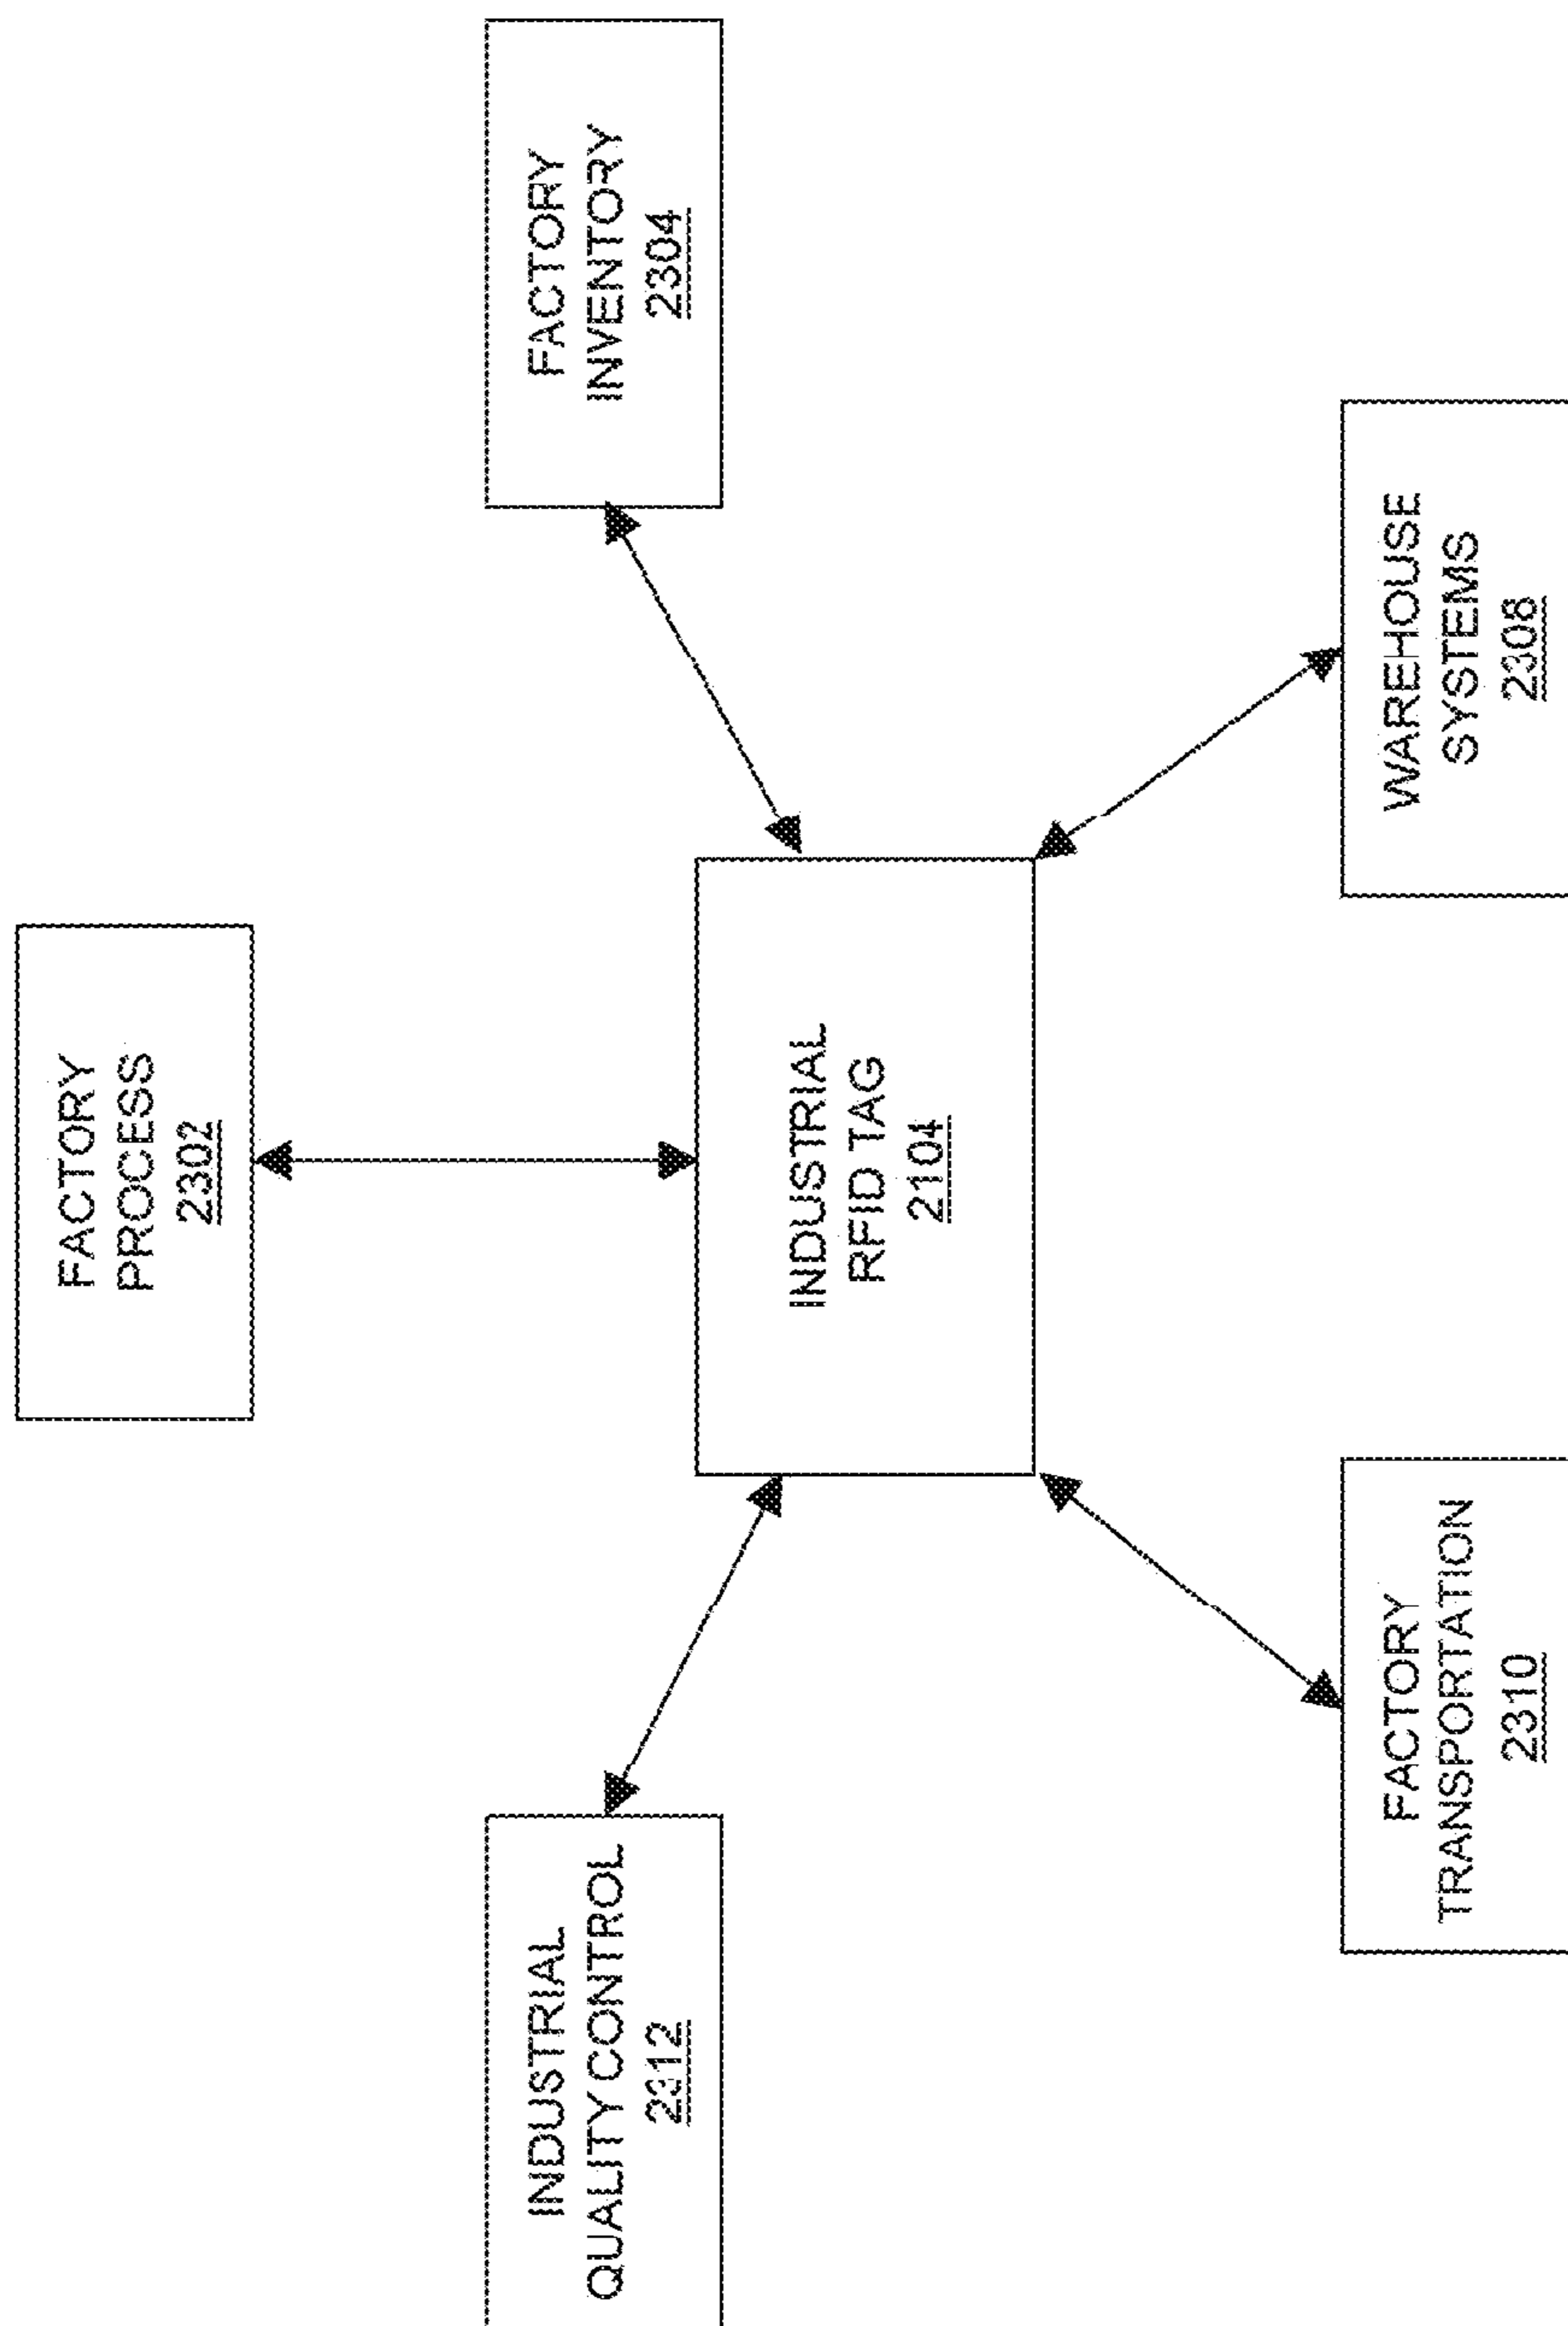 FACTORY
PROCESS
2302
FACTORY
INVENTORY
2304
INDUSTRIAL
QUALITY CONTROL
2312
INDUSTRIAL
RFID TAG
2104
WAREHOUSE
SYSTEMS
2308
FACTORY
TRANSPORTATION
2310